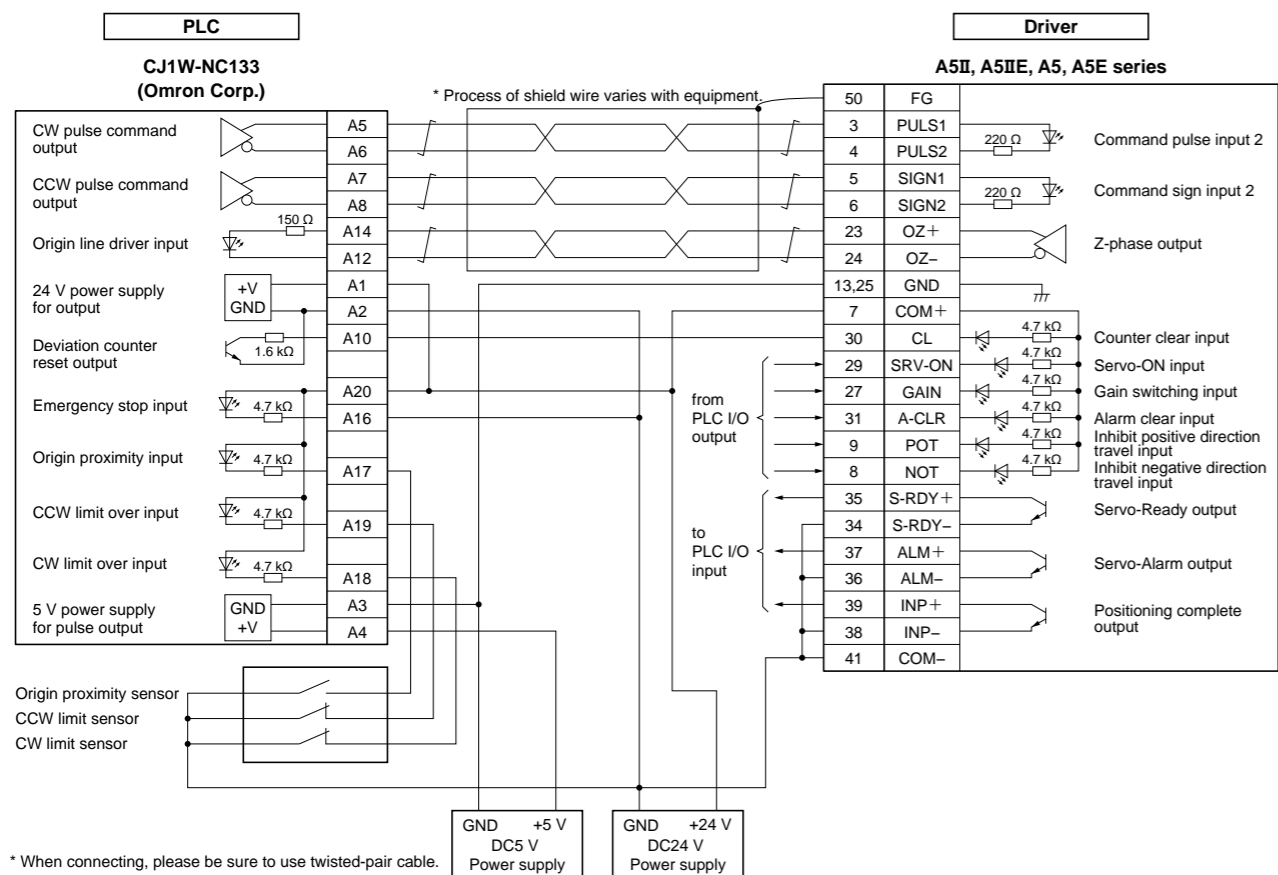 PLC
Driver
CJ1W-NC133
(Omron Corp.)
A5II, A5IIE, A5, A5E series
* Process of shield wire varies with equipment.
CW pulse command
output
A5
A6
CCW pulse command
output
A7
A8
150 Ω
Origin line driver input
A14
A12
24 V power supply
for output
+V
GND
A1
A2
Deviation counter
reset output
1.6 kΩ
A10
Emergency stop input
4.7 kΩ
A20
A16
Origin proximity input
4.7 kΩ
A17
CCW limit over input
4.7 kΩ
A19
CW limit over input
4.7 kΩ
A18
5 V power supply
for pulse output
GND
+V
A3
A4
50 FG
3 PULS1
4 PULS2
220 Ω
Command pulse input 2
5 SIGN1
6 SIGN2
220 Ω
Command sign input 2
23 OZ+
24 OZ−
Z-phase output
13,25 GND
7 COM+
30 CL 4.7 kΩ Counter clear input
29 SRV-ON 4.7 kΩ Servo-ON input
27 GAIN 4.7 kΩ Gain switching input
31 A-CLR 4.7 kΩ Alarm clear input
9 POT 4.7 kΩ Inhibit positive direction
travel input
8 NOT 4.7 kΩ Inhibit negative direction
travel input
from
PLC I/O
output
35 S-RDY+
34 S-RDY−
Servo-Ready output
37 ALM+
36 ALM−
Servo-Alarm output
39 INP+
38 INP−
Positioning complete
output
41 COM−
to
PLC I/O
input
Origin proximity sensor
CCW limit sensor
CW limit sensor
GND +5 V
DC5 V
Power supply
GND +24 V
DC24 V
Power supply
* When connecting, please be sure to use twisted-pair cable.